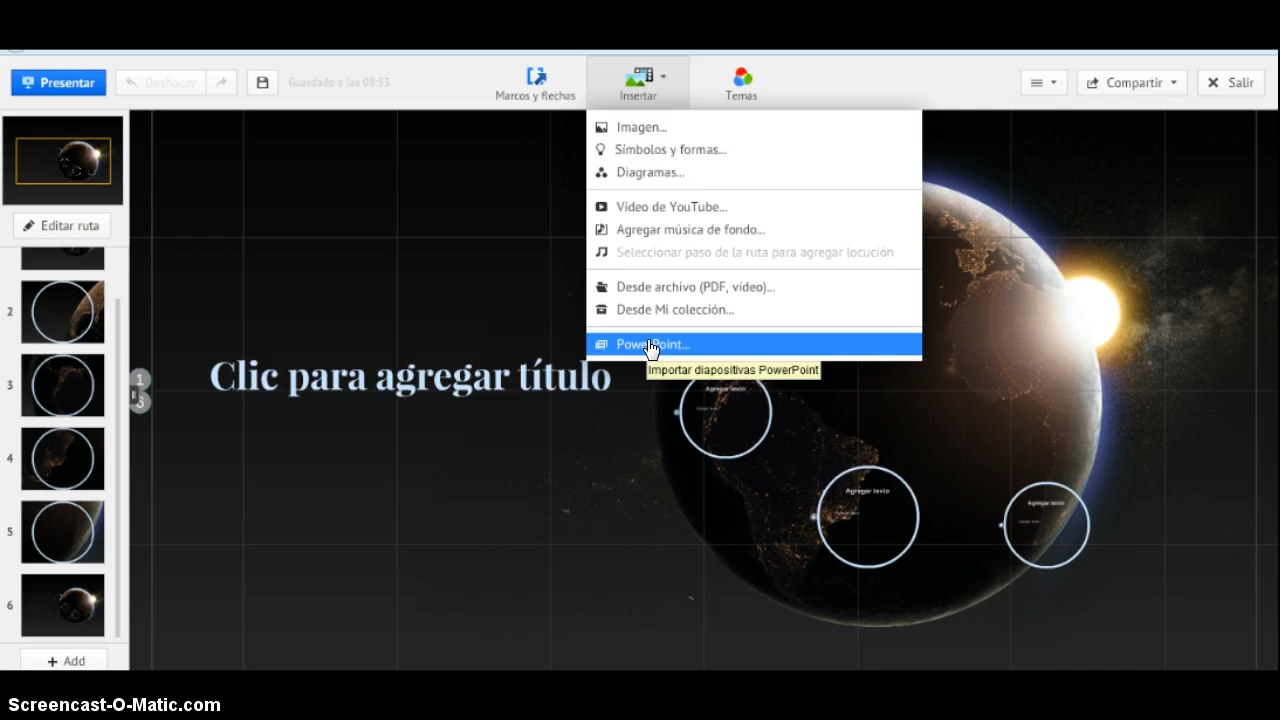 Presentar
Deshacer
Guardado a las 08:53
Marcos y flechas
Insertar
Temas
Compartir
Salir
Imagen...
Símbolos y formas...
Diagramas...
Vídeo de YouTube...
Agregar música de fondo...
Seleccionar paso de la ruta para agregar locución
Desde archivo (PDF, vídeo)...
Desde Mi colección...
PowerPoint...
Importar diapositivas PowerPoint
Editar ruta
2
3
4
5
6
+ Add
Clic para agregar título
1
Agregar texto
Agregar texto
Agregar texto
Screencast-O-Matic.com